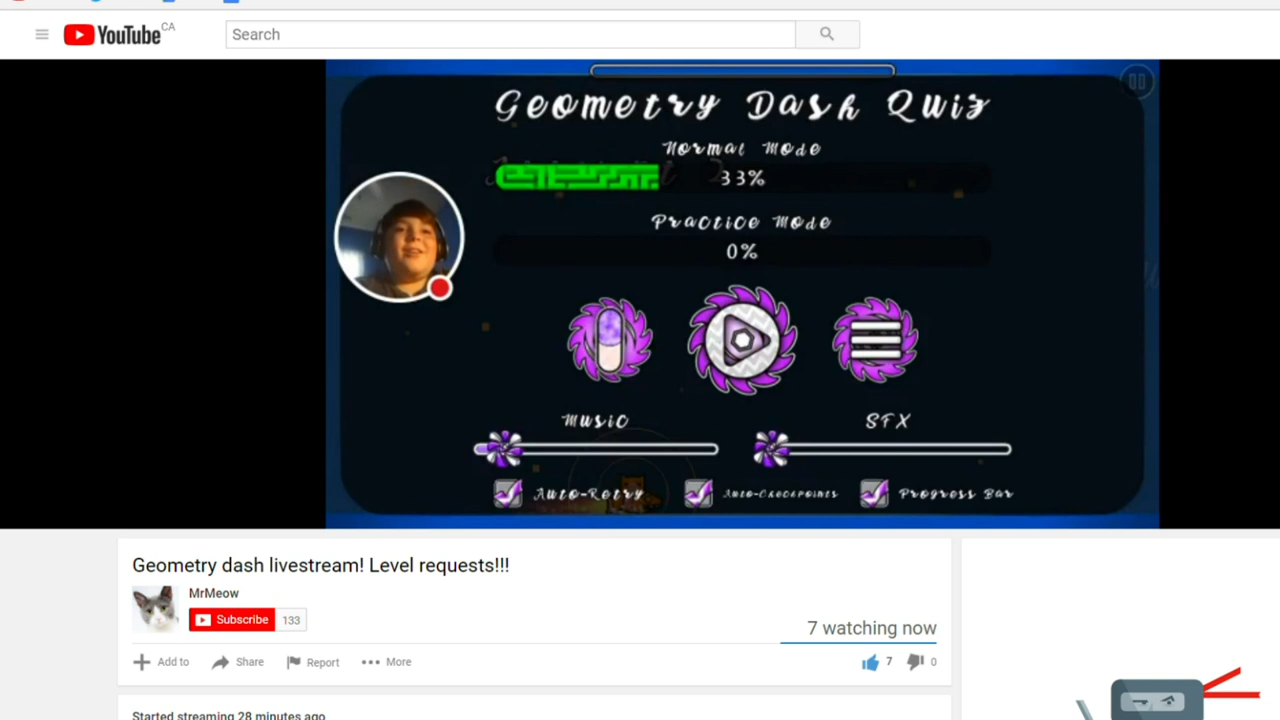 YouTube CA
Search
Geometry Dash Quiz
Normal Mode
33%
Practice Mode
0%
Music
SFX
Auto-Retry
Auto-Checkpoints
Progress Bar
Geometry dash livestream! Level requests!!!
MrMeow
Subscribe 133
7 watching now
Add to
Share
Report
More
7
0
Started streaming 28 minutes ago